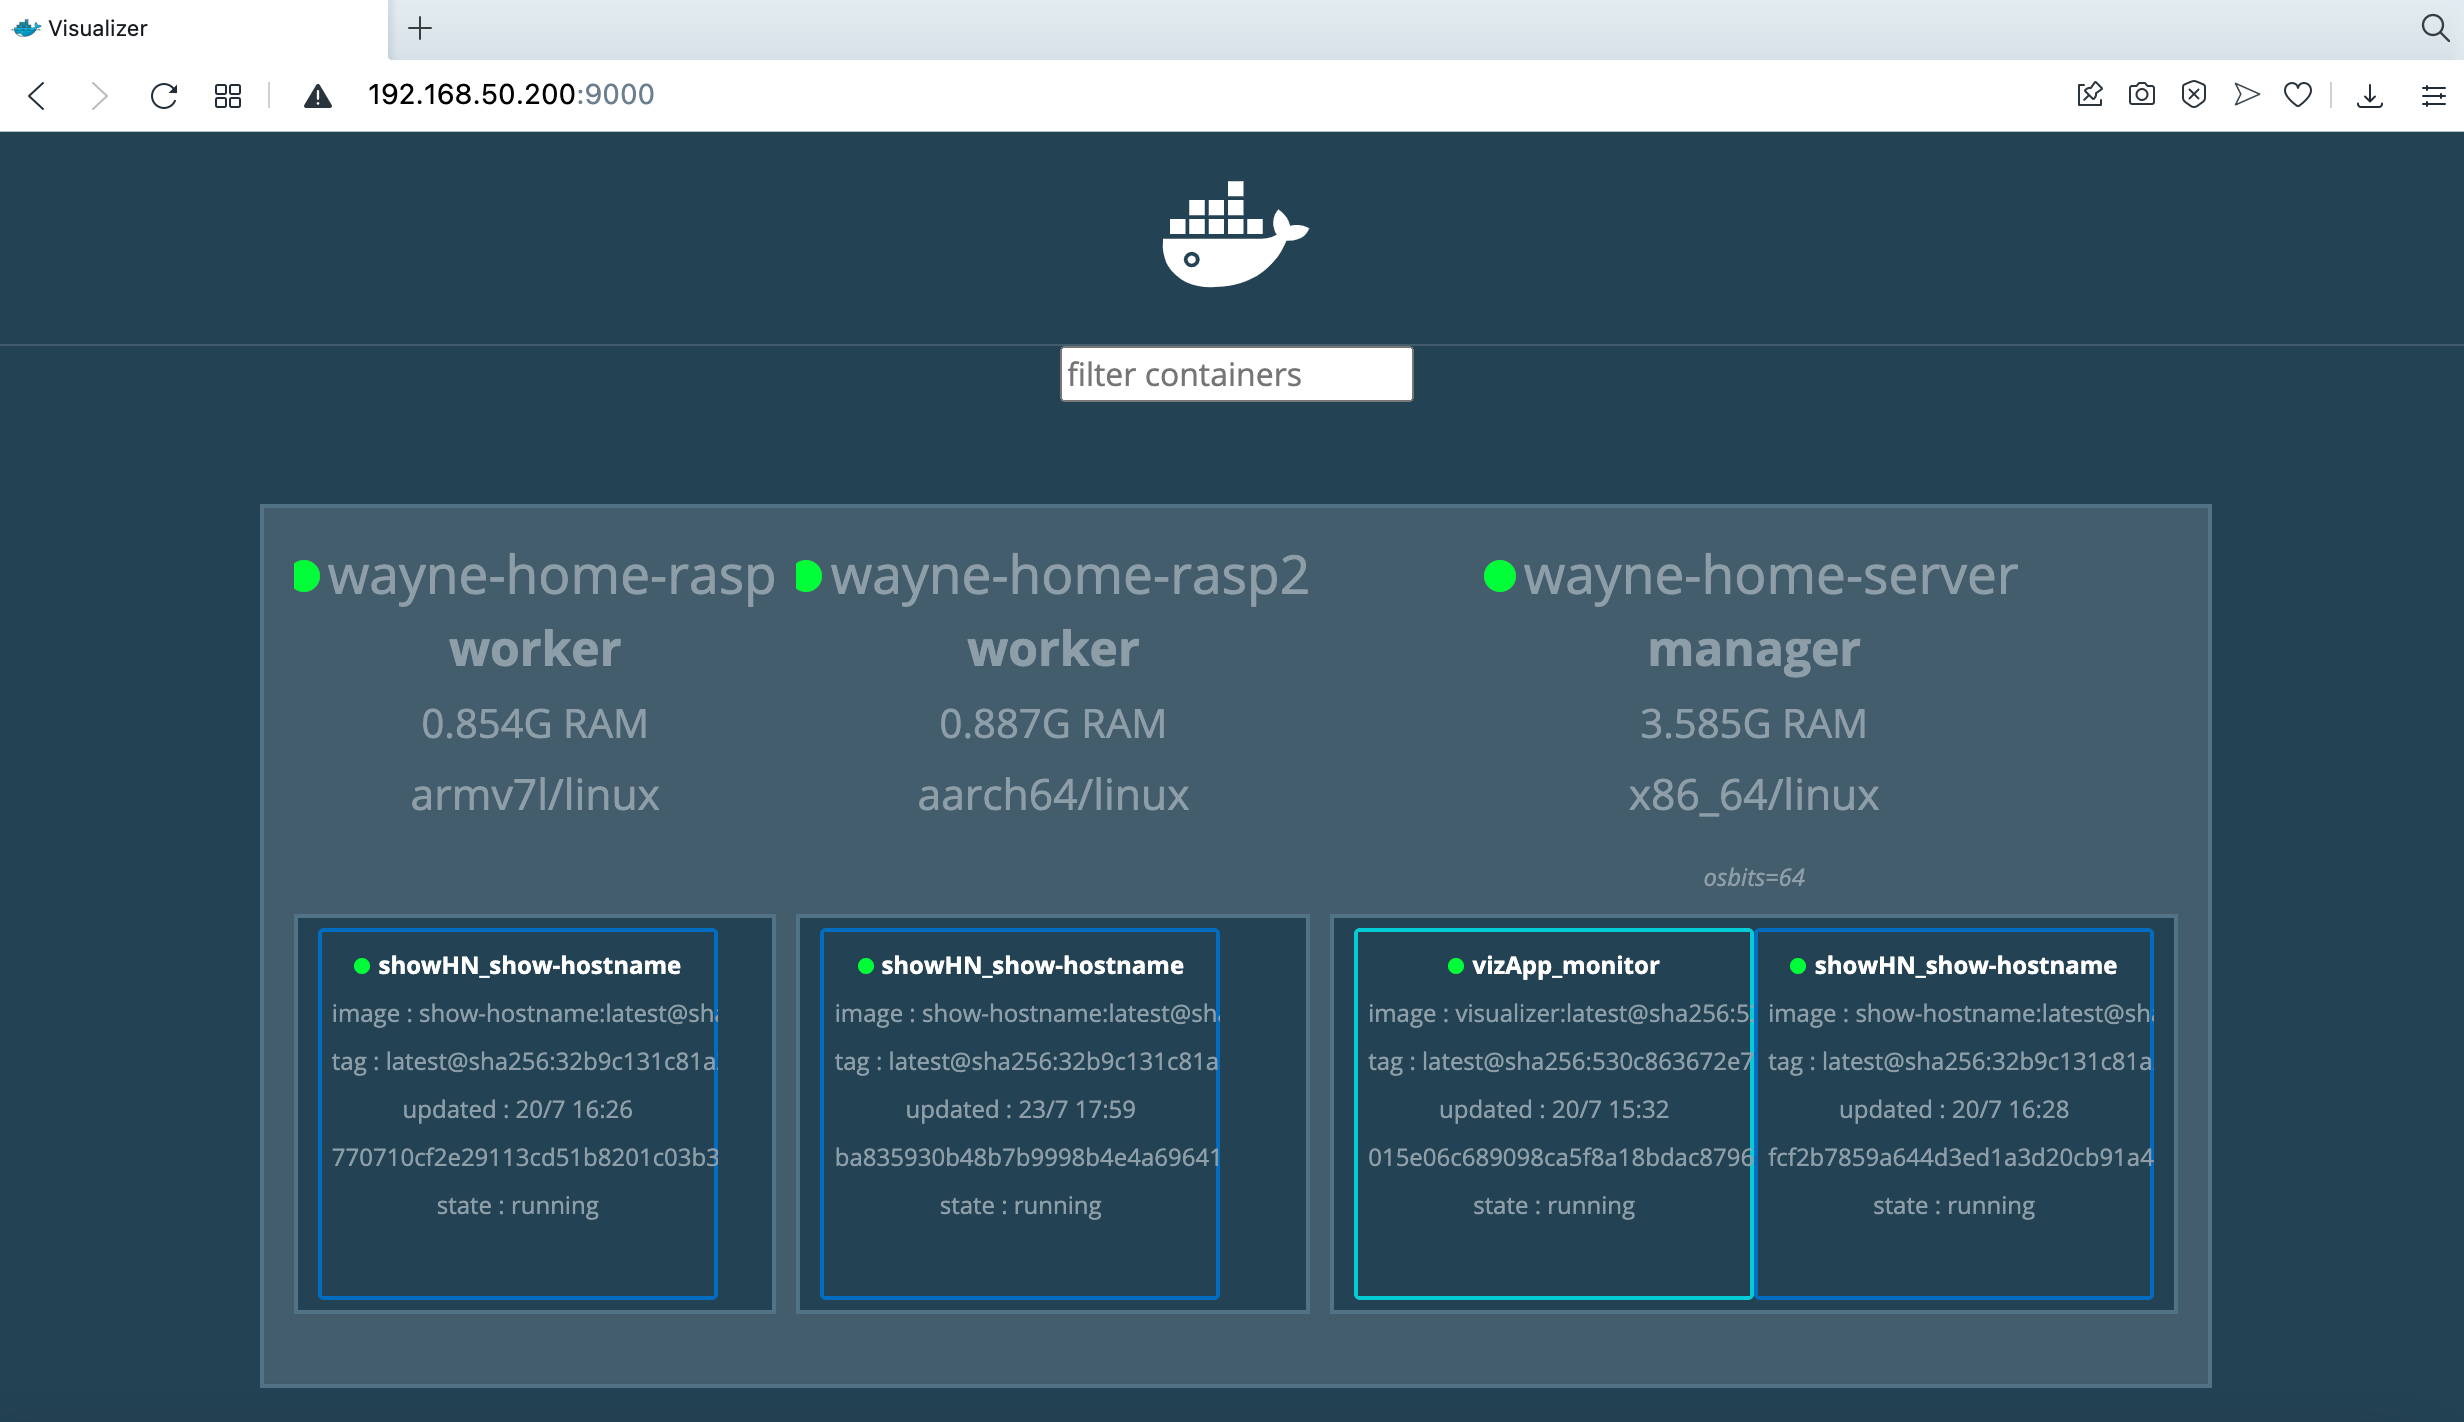 Visualizer
192.168.50.200:9000
filter containers
wayne-home-rasp
worker
0.854G RAM
armv7l/linux
wayne-home-rasp2
worker
0.887G RAM
aarch64/linux
wayne-home-server
manager
3.585G RAM
x86_64/linux
osbits=64
showHN_show-hostname
image : show-hostname:latest@sha
tag : latest@sha256:32b9c131c81a
updated : 20/7 16:26
770710cf2e29113cd51b8201c03b3
state : running
showHN_show-hostname
image : show-hostname:latest@sha
tag : latest@sha256:32b9c131c81a
updated : 23/7 17:59
ba835930b48b7b9998b4e4a69641
state : running
vizApp_monitor
image : visualizer:latest@sha256:5
tag : latest@sha256:530c863672e7
updated : 20/7 15:32
015e06c689098ca5f8a18bdac8796
state : running
showHN_show-hostname
image : show-hostname:latest@sha
tag : latest@sha256:32b9c131c81a
updated : 20/7 16:28
fcf2b7859a644d3ed1a3d20cb91a4
state : running